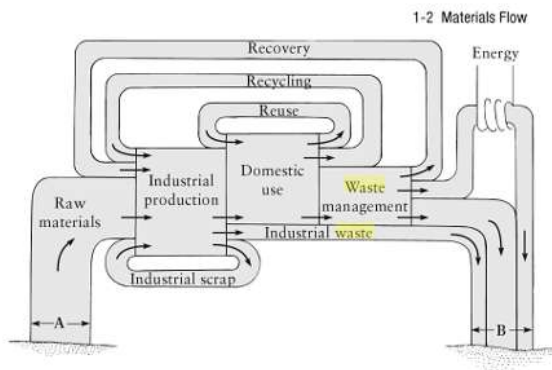 1-2 Materials Flow
Recovery
Energy
Recycling
Reuse
Raw
materials
Industrial
production
Domestic
use
Waste
management
Industrial waste
Industrial scrap
A
B